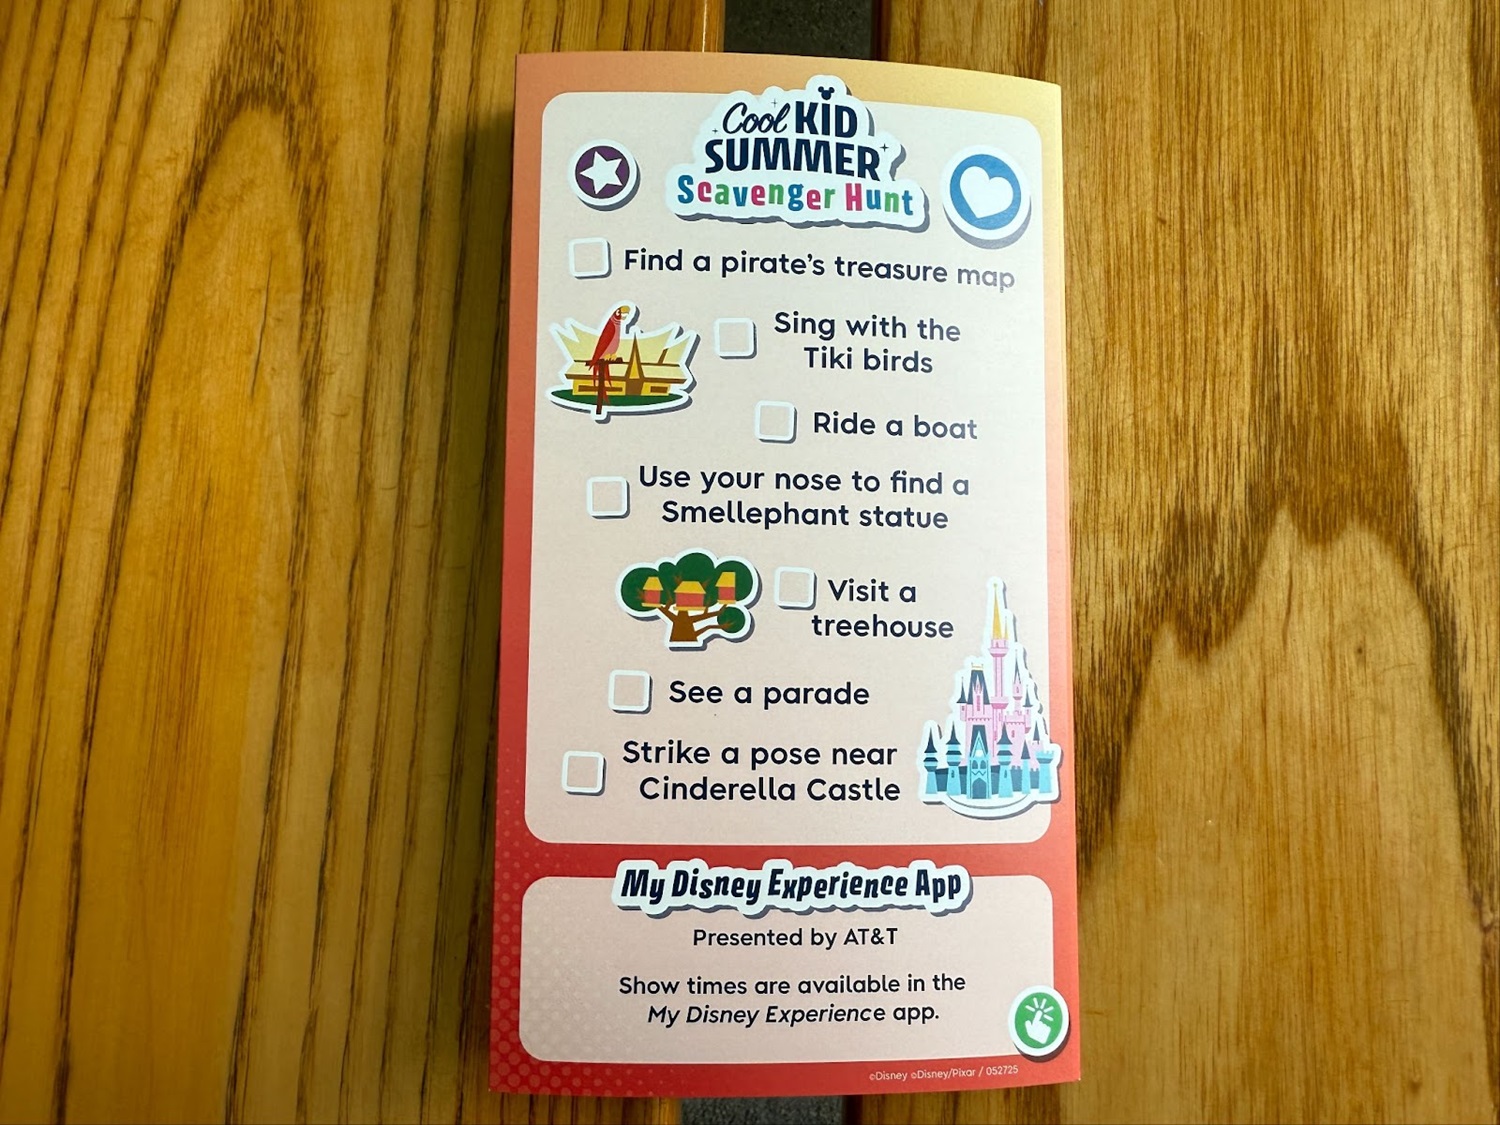 Cool KID
SUMMER
Scavenger Hunt
Find a pirate's treasure map
Sing with the
Tiki birds
Ride a boat
Use your nose to find a
Smellephant statue
Visit a
treehouse
See a parade
Strike a pose near
Cinderella Castle
My Disney Experience App
Presented by AT&T
Show times are available in the
My Disney Experience app.
©Disney ©Disney/Pixar / 052725